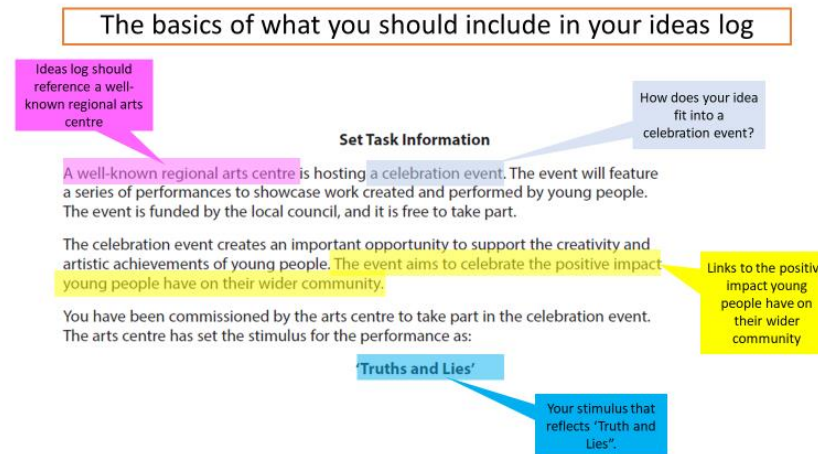 The basics of what you should include in your ideas log
Ideas log should
reference a well-
known regional arts
centre
How does your idea
fit into a
celebration event?
Set Task Information
A well-known regional arts centre is hosting a celebration event. The event will feature
a series of performances to showcase work created and performed by young people.
The event is funded by the local council, and it is free to take part.
The celebration event creates an important opportunity to support the creativity and
artistic achievements of young people. The event aims to celebrate the positive impact
young people have on their wider community.
Links to the positiv
impact young
people have on
their wider
community
You have been commissioned by the arts centre to take part in the celebration event.
The arts centre has set the stimulus for the performance as:
'Truths and Lies'
Your stimulus that
reflects 'Truth and
Lies".